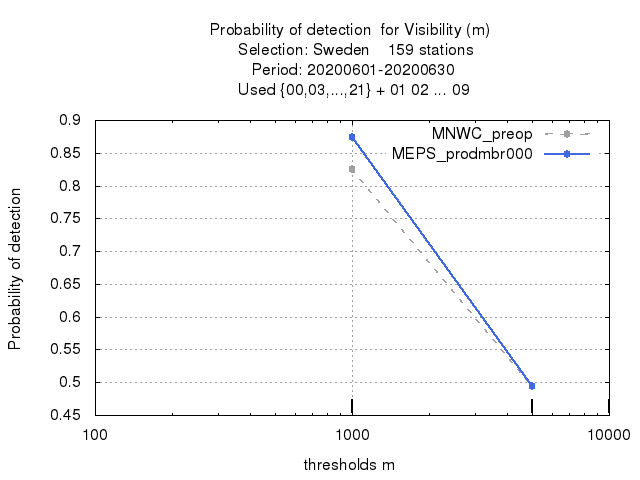 Probability of detection  for Visibility (m)
Selection: Sweden    159 stations
Period: 20200601-20200630
Used {00,03,...,21} + 01 02 ... 09
MNWC_preop
MEPS_prodmbr000
0.9
0.85
0.8
0.75
0.7
0.65
0.6
0.55
0.5
0.45
Probability of detection
100
1000
10000
thresholds m